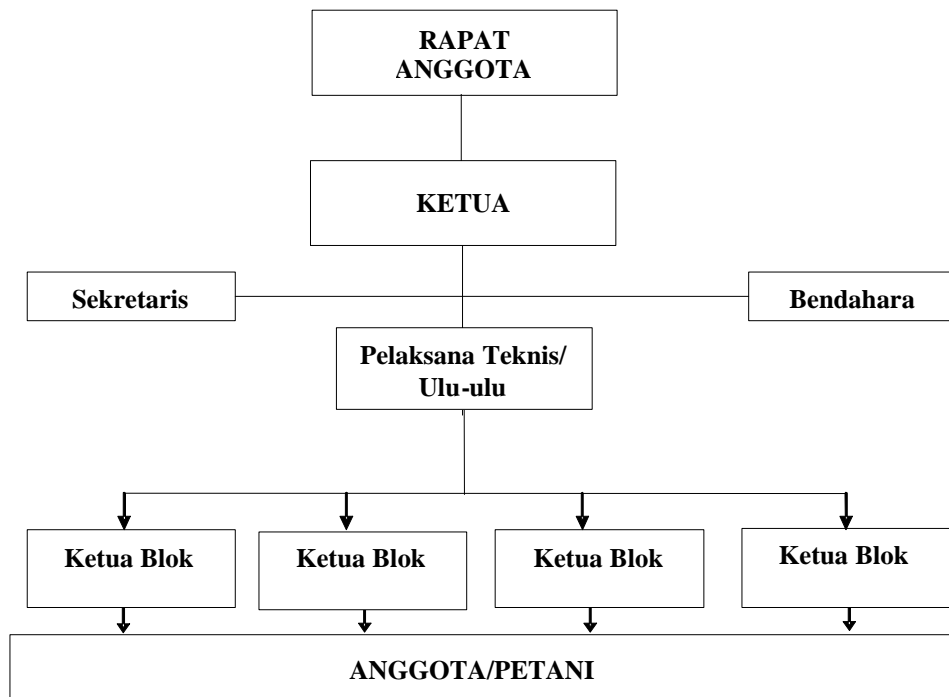 RAPAT
ANGGOTA
KETUA
Sekretaris
Bendahara
Pelaksana Teknis/
Ulu-ulu
Ketua Blok
Ketua Blok
Ketua Blok
Ketua Blok
ANGGOTA/PETANI